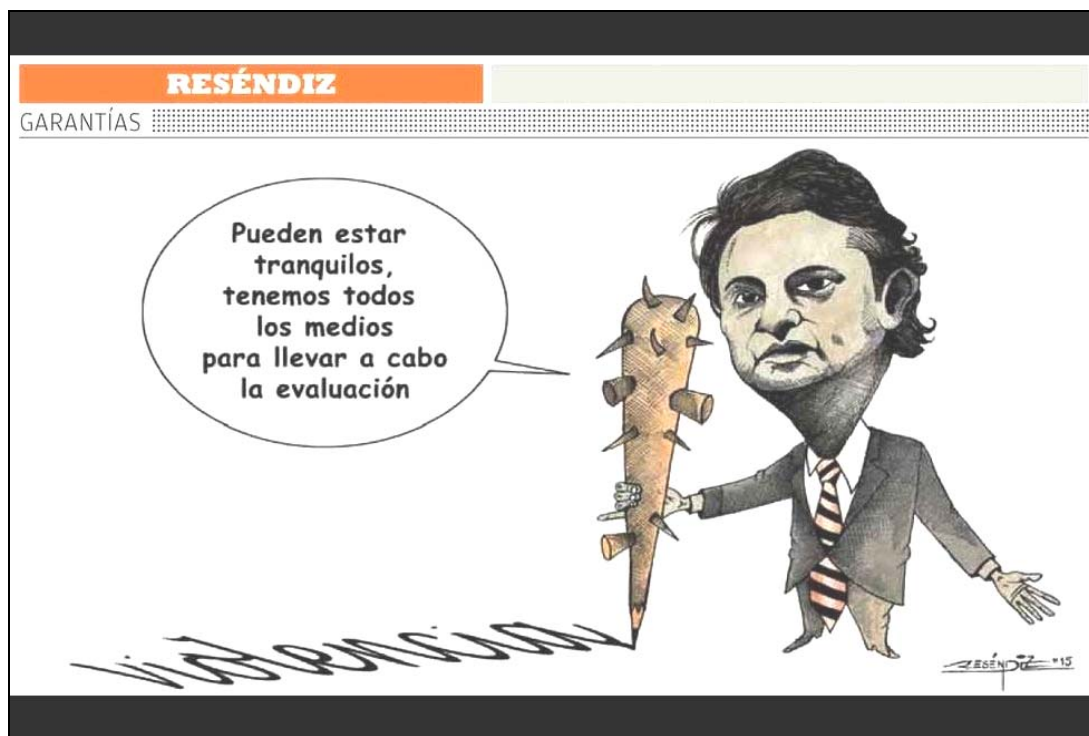 RESÉNDIZ
GARANTÍAS
Pueden estar
tranquilos,
tenemos todos
los medios
para llevar a cabo
la evaluación
violencia
RESÉNDIZ "15